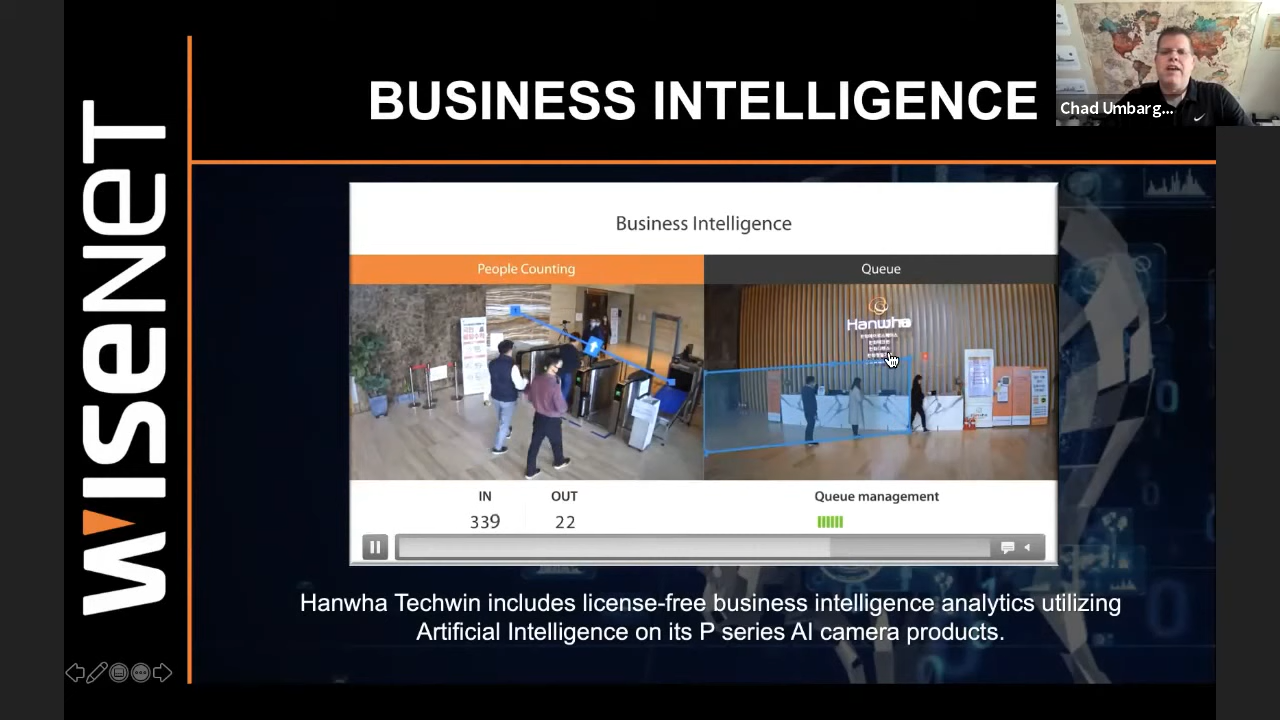 BUSINESS INTELLIGENCE
Chad Umbarg...
WISENET
Business Intelligence
People Counting
Queue
Hanwha
IN
OUT
339
22
Queue management
Hanwha Techwin includes license-free business intelligence analytics utilizing
Artificial Intelligence on its P series AI camera products.